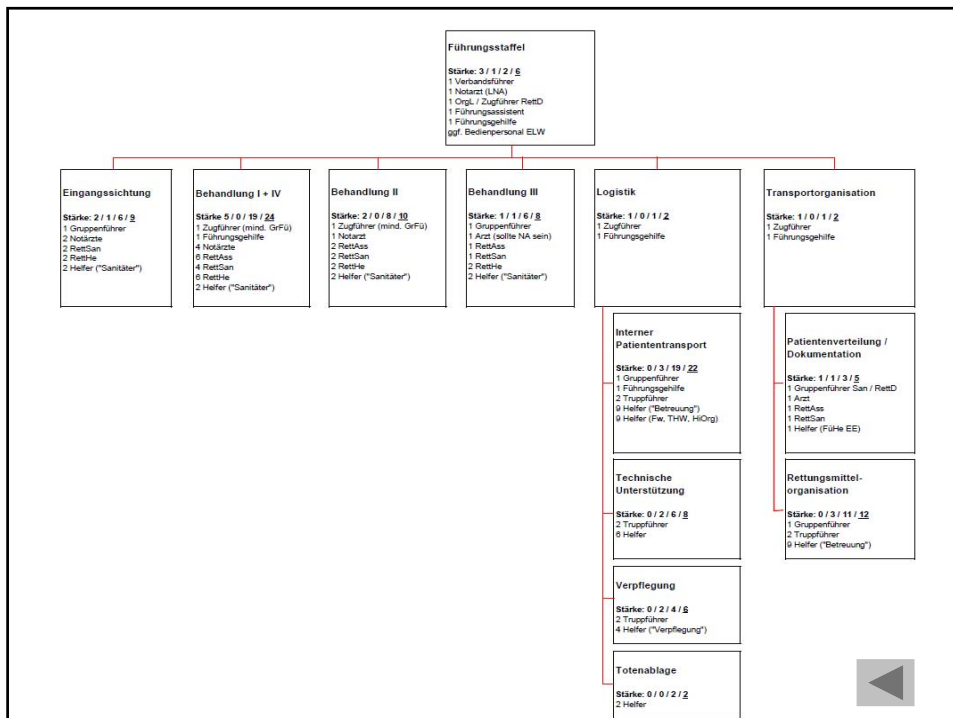 Führungsstaffel
Stärke: 3 / 1 / 2 / 6
1 Verbandsführer
1 Notarzt (LNA)
1 OrgL / Zugführer RettD
1 Führungsassistent
1 Führungsgehilfe
ggf. Bedienpersonal ELW
Eingangssichtung
Stärke: 2 / 1 / 6 / 9
1 Gruppenführer
2 Notärzte
2 RettSan
2 RettHe
2 Helfer ("Sanitäter")
Behandlung I + IV
Stärke 5 / 0 / 19 / 24
1 Zugführer (mind. GrFü)
1 Führungsgehilfe
4 Notärzte
6 RettAss
4 RettSan
6 RettHe
2 Helfer ("Sanitäter")
Behandlung II
Stärke: 2 / 0 / 8 / 10
1 Zugführer (mind. GrFü)
1 Notarzt
2 RettAss
2 RettSan
2 RettHe
2 Helfer ("Sanitäter")
Behandlung III
Stärke: 1 / 1 / 6 / 8
1 Gruppenführer
1 Arzt (sollte NA sein)
1 RettAss
1 RettSan
2 RettHe
2 Helfer ("Sanitäter")
Logistik
Stärke: 1 / 0 / 1 / 2
1 Zugführer
1 Führungsgehilfe
Transportorganisation
Stärke: 1 / 0 / 1 / 2
1 Zugführer
1 Führungsgehilfe
Interner
Patiententransport
Stärke: 0 / 3 / 19 / 22
1 Gruppenführer
1 Führungsgehilfe
2 Truppführer
9 Helfer ("Betreuung")
9 Helfer (Fw, THW, HiOrg)
Patientenverteilung /
Dokumentation
Stärke: 1 / 1 / 3 / 5
1 Gruppenführer San / RettD
1 Arzt
1 RettAss
1 RettSan
1 Helfer (FüHe EE)
Technische
Unterstützung
Stärke: 0 / 2 / 6 / 8
2 Truppführer
6 Helfer
Rettungsmittel-
organisation
Stärke: 0 / 3 / 11 / 12
1 Gruppenführer
2 Truppführer
9 Helfer ("Betreuung")
Verpflegung
Stärke: 0 / 2 / 4 / 6
2 Truppführer
4 Helfer ("Verpflegung")
Totenablage
Stärke: 0 / 0 / 2 / 2
2 Helfer